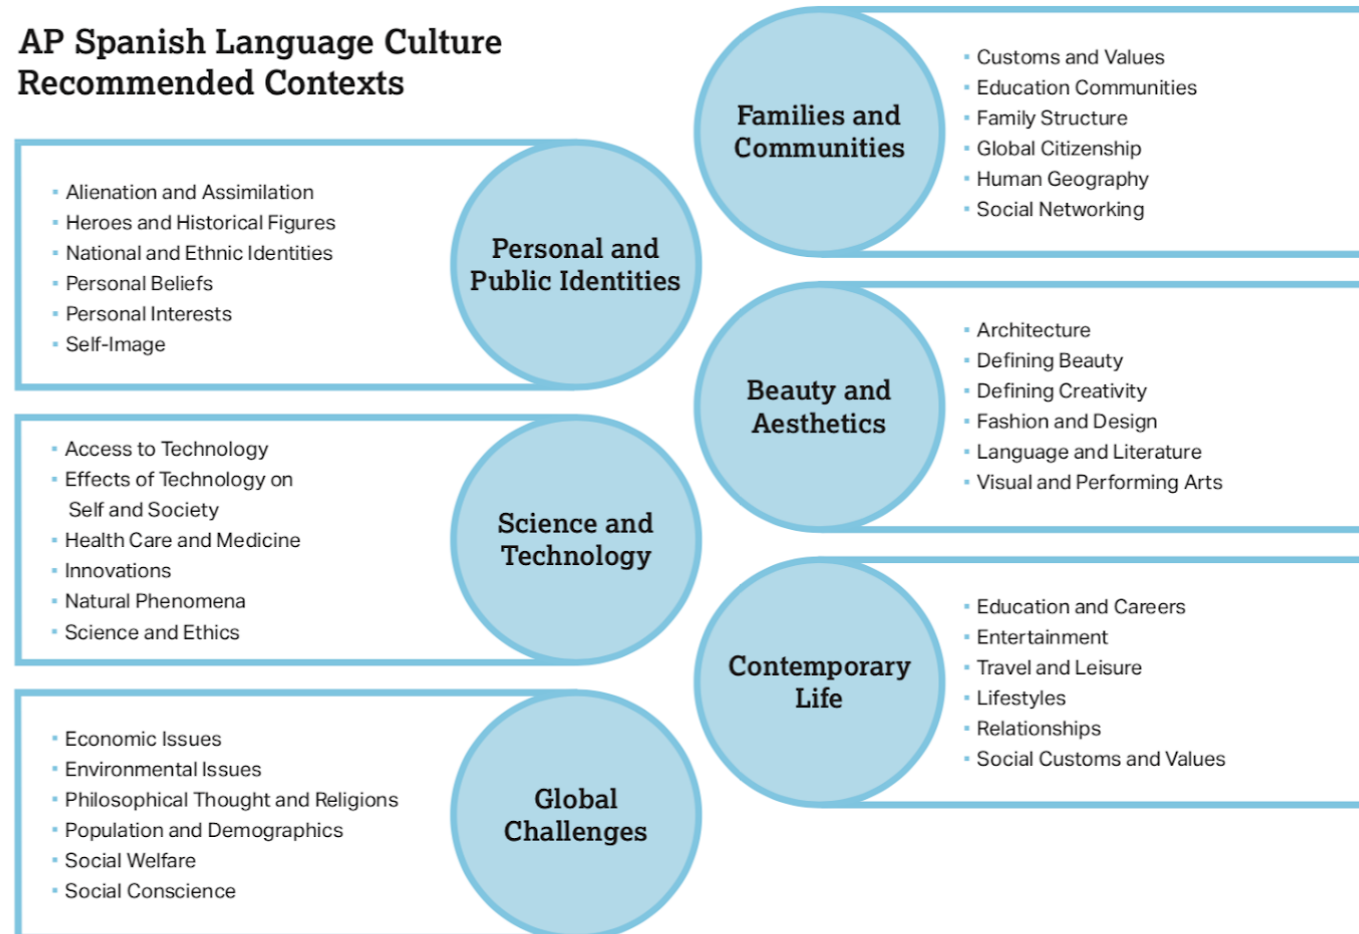 AP Spanish Language Culture
Recommended Contexts
▪ Alienation and Assimilation
▪ Heroes and Historical Figures
▪ National and Ethnic Identities
▪ Personal Beliefs
▪ Personal Interests
▪ Self-Image
Personal and
Public Identities
▪ Access to Technology
▪ Effects of Technology on
Self and Society
▪ Health Care and Medicine
▪ Innovations
▪ Natural Phenomena
▪ Science and Ethics
Science and
Technology
▪ Economic Issues
▪ Environmental Issues
▪ Philosophical Thought and Religions
▪ Population and Demographics
▪ Social Welfare
▪ Social Conscience
Global
Challenges
Families and
Communities
▪ Customs and Values
▪ Education Communities
▪ Family Structure
▪ Global Citizenship
▪ Human Geography
▪ Social Networking
Beauty and
Aesthetics
▪ Architecture
▪ Defining Beauty
▪ Defining Creativity
▪ Fashion and Design
▪ Language and Literature
▪ Visual and Performing Arts
Contemporary
Life
▪ Education and Careers
▪ Entertainment
▪ Travel and Leisure
▪ Lifestyles
▪ Relationships
▪ Social Customs and Values